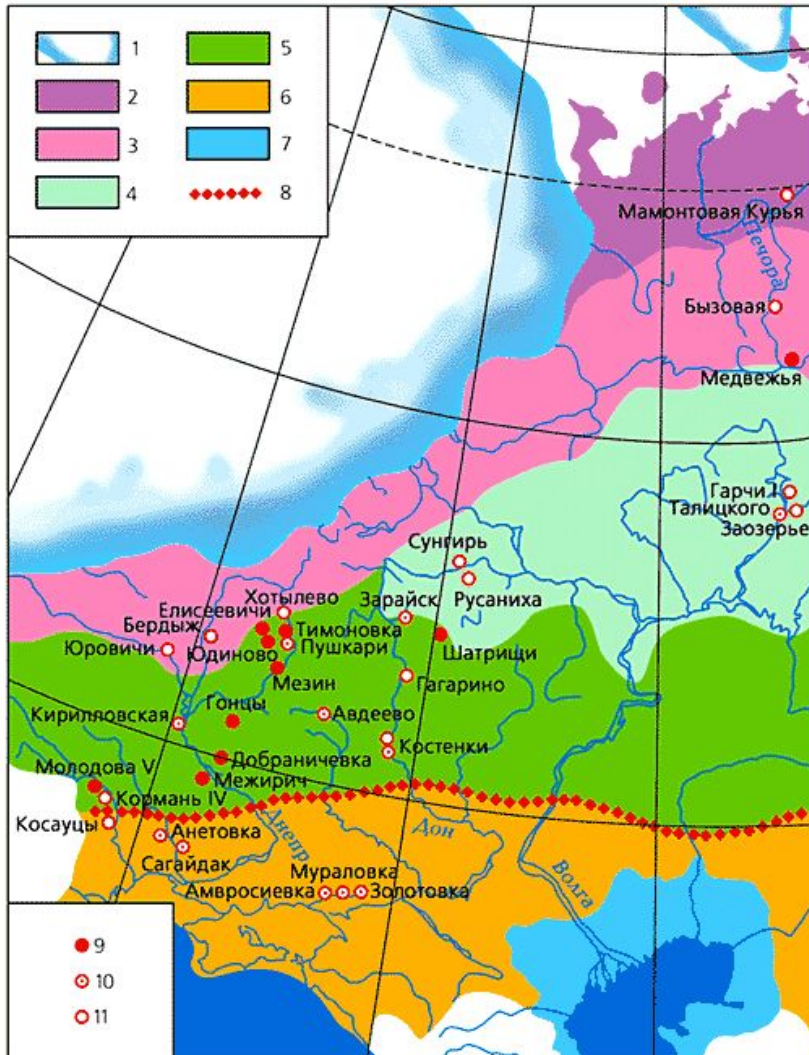 1
2
3
4
5
6
7
8
Мамонтовая Курья
Печора
Бызовая
Медвежья
Гарчи I
Талицкого
Заозерье
Сунгирь
Русаниха
Хотылево
Зарайск
Елисеевичи
Бердыж
Тимоновка
Юровичи
Юдиново
Пушкари
Шатрищи
Мезин
Гагарино
Гонцы
Кирилловская
Авдеево
Костенки
Добраничевка
Молодова V
Межирич
Кормань IV
Косауцы
Анетовка
Днепр
Дон
Сагайдак
Мураловка
Амвросиевка
Золотовка
Волга
9
10
11